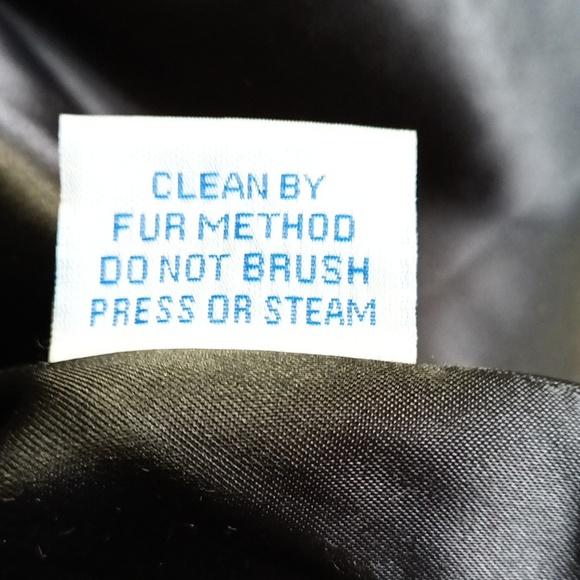 CLEAN BY
FUR METHOD
DO NOT BRUSH
PRESS OR STEAM